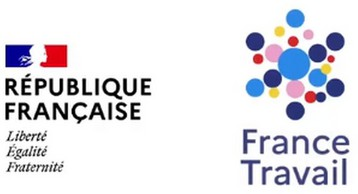 RÉPUBLIQUE
FRANÇAISE
Liberté
Égalité
Fraternité
France
Travail